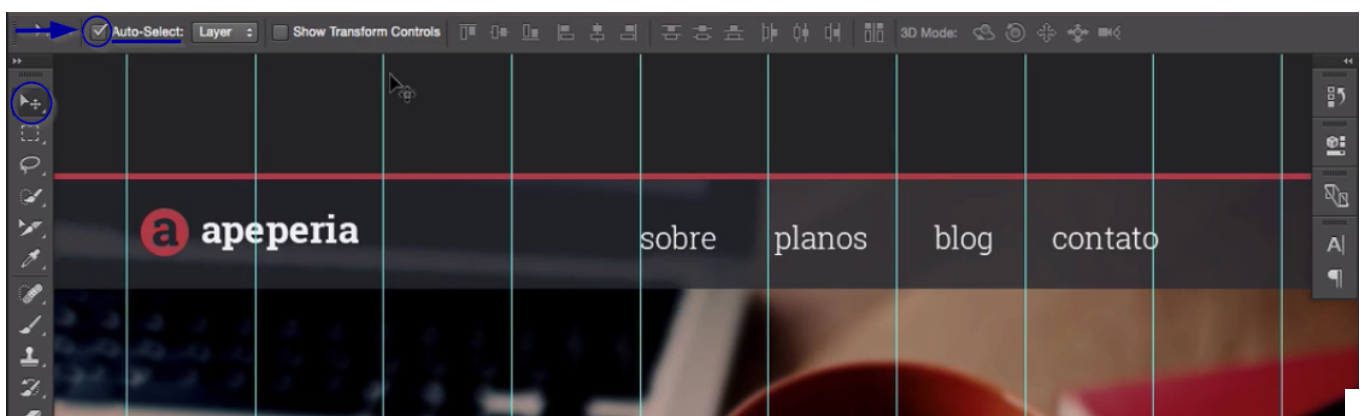 Auto-Select: Layer Show Transform Controls 3D Mode:
a apeperia sobre planos blog contato